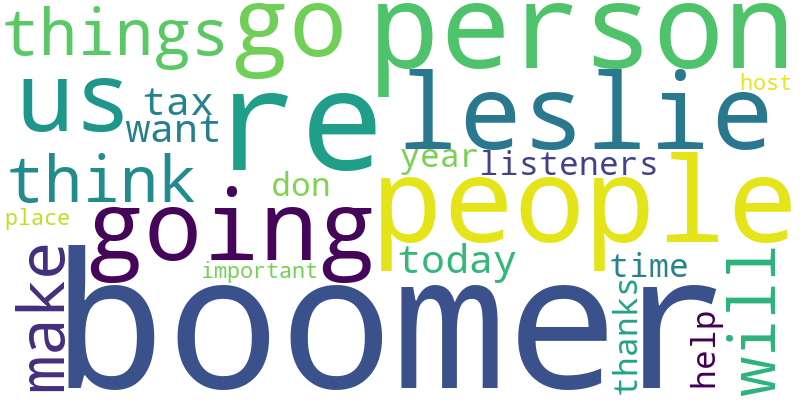 things go person
host
us tax re leslie
want
think year listeners
don
place going people
important today time
make boomer thanks help will